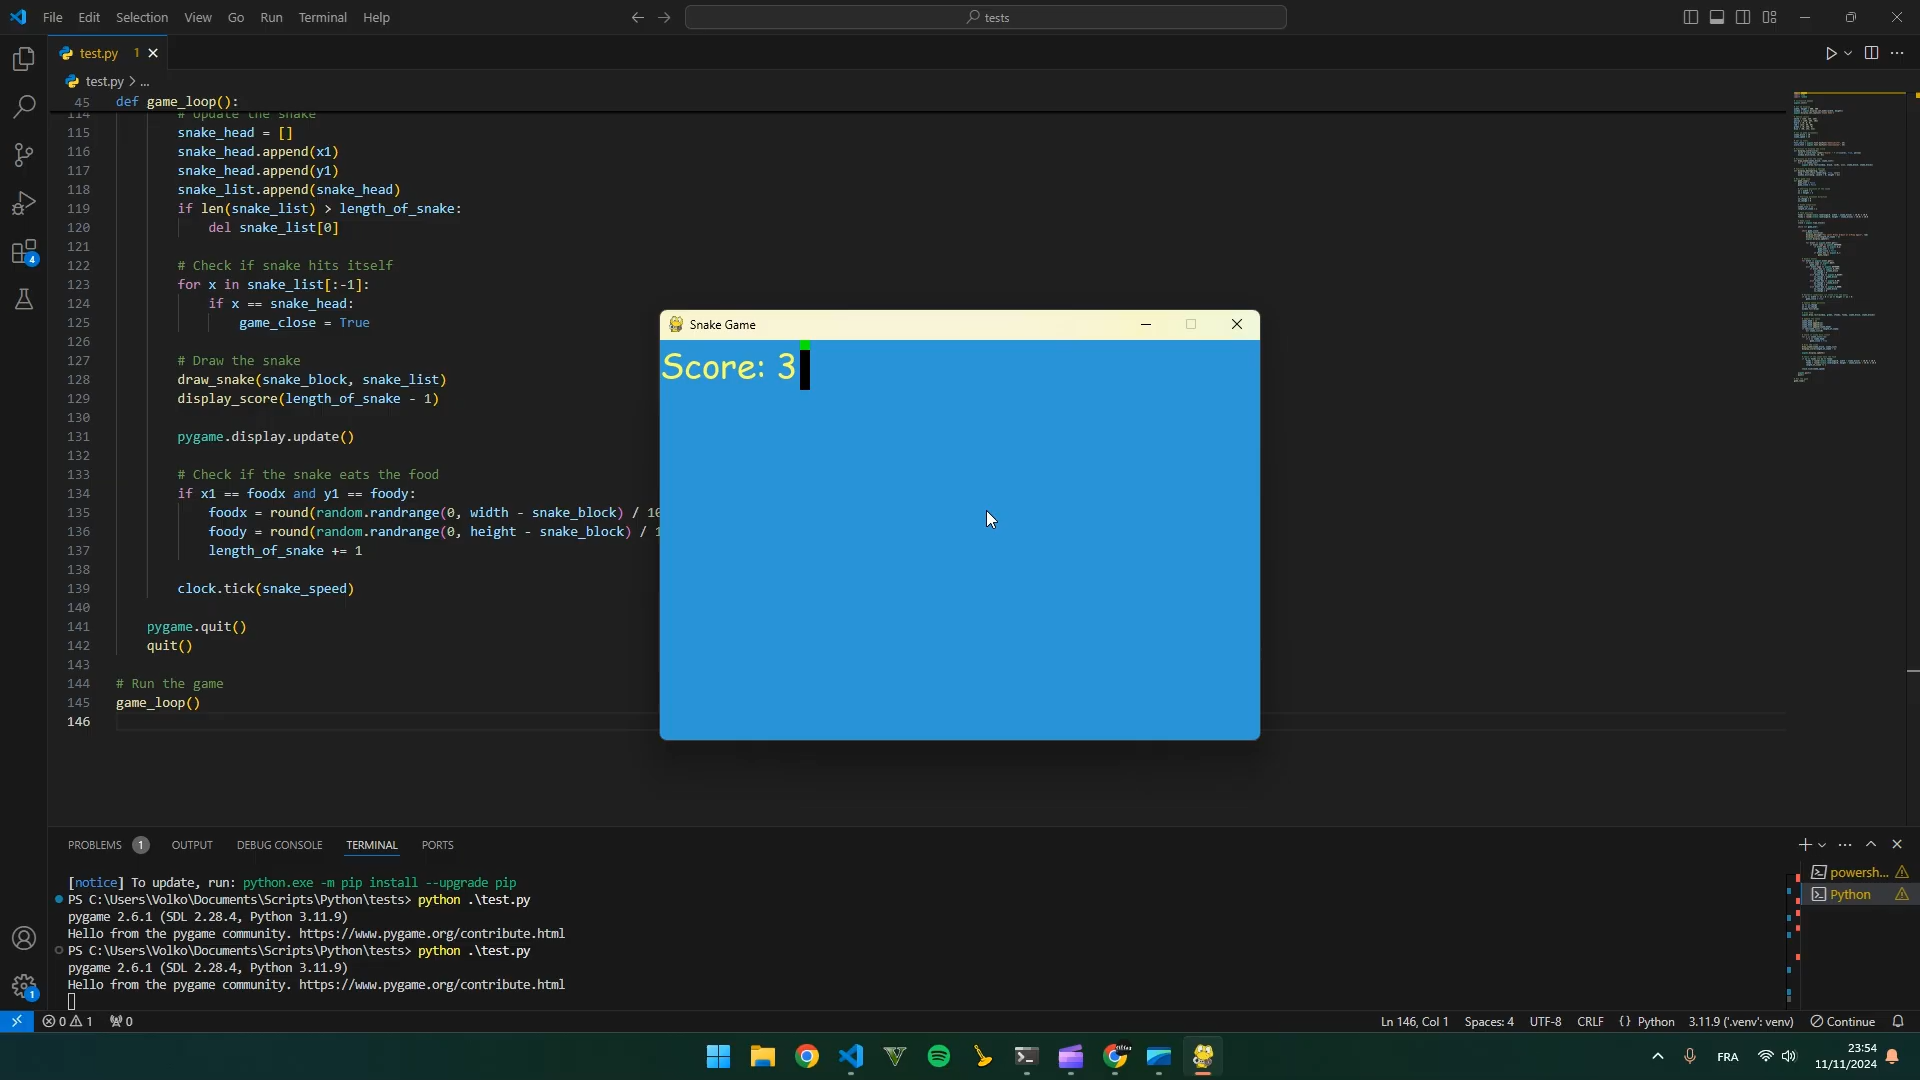 File Edit Selection View Go Run Terminal Help
tests
test.py 1
test.py > ...
45 def game_loop():
114 # Update the snake
115 snake_head = []
116 snake_head.append(x1)
117 snake_head.append(y1)
118 snake_list.append(snake_head)
119 if len(snake_list) > length_of_snake:
120 del snake_list[0]
121
122 # Check if snake hits itself
123 for x in snake_list[:-1]:
124 if x == snake_head:
125 game_close = True
126
127 # Draw the snake
128 draw_snake(snake_block, snake_list)
129 display_score(length_of_snake - 1)
130
131 pygame.display.update()
132
133 # Check if the snake eats the food
134 if x1 == foodx and y1 == foody:
135 foodx = round(random.randrange(0, width - snake_block) / 10
136 foody = round(random.randrange(0, height - snake_block) / 1
137 length_of_snake += 1
138
139 clock.tick(snake_speed)
140
141 pygame.quit()
142 quit()
143
144 # Run the game
145 game_loop()
146
Snake Game
Score: 3
PROBLEMS 1 OUTPUT DEBUG CONSOLE TERMINAL PORTS
[notice] To update, run: python.exe -m pip install --upgrade pip
PS C:\Users\Volko\Documents\Scripts\Python\tests> python .\test.py
pygame 2.6.1 (SDL 2.28.4, Python 3.11.9)
Hello from the pygame community. https://www.pygame.org/contribute.html
PS C:\Users\Volko\Documents\Scripts\Python\tests> python .\test.py
pygame 2.6.1 (SDL 2.28.4, Python 3.11.9)
Hello from the pygame community. https://www.pygame.org/contribute.html
powersh...
Python
4
1
0 1 0
Ln 146, Col 1 Spaces: 4 UTF-8 CRLF {} Python 3.11.9 ('.venv': venv) Continue
FRA
23:54
11/11/2024